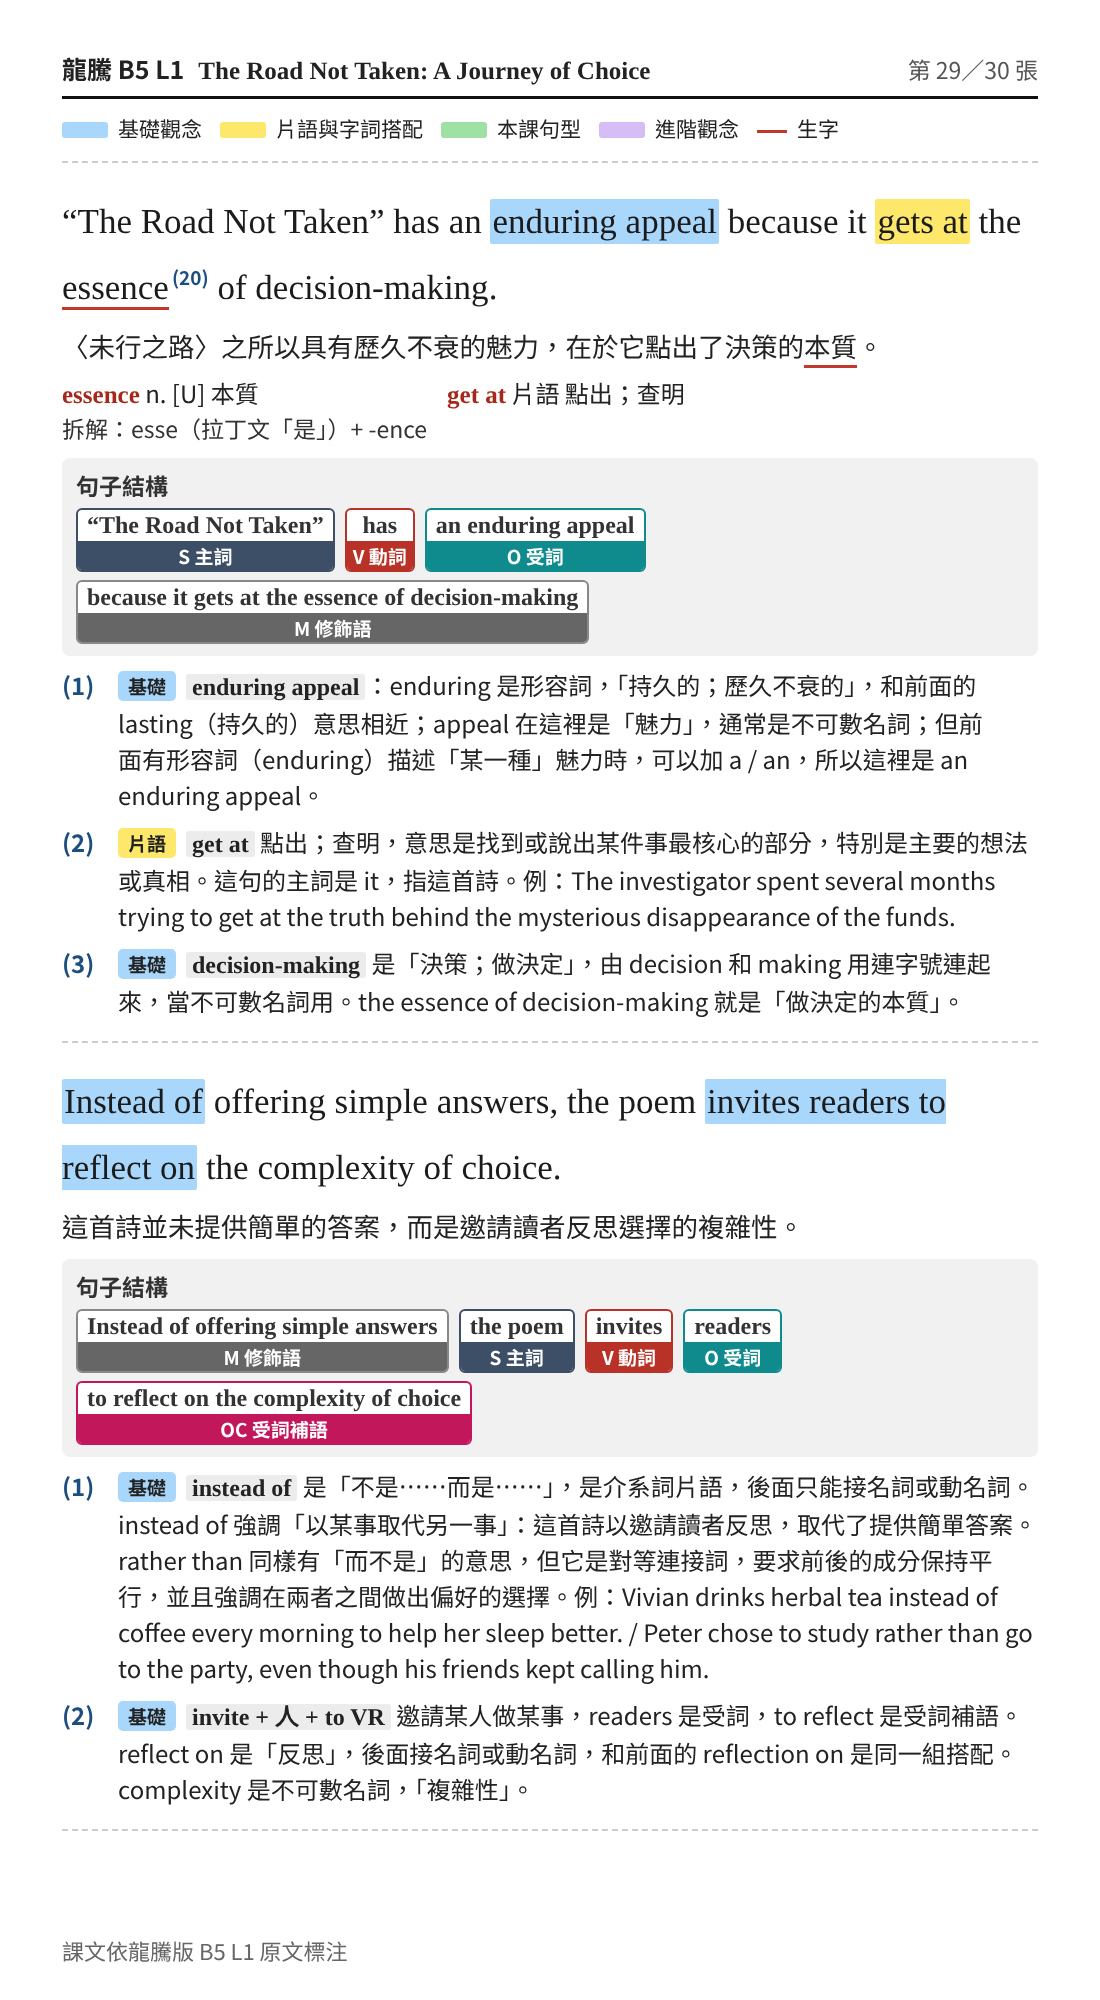 龍騰 B5 L1 The Road Not Taken: A Journey of Choice
第 29／30 張
基礎觀念 片語與字詞搭配 本課句型 進階觀念 生字
“The Road Not Taken” has an enduring appeal because it gets at the
essence(20) of decision-making.
〈未行之路〉之所以具有歷久不衰的魅力，在於它點出了決策的本質。
essence n. [U] 本質 get at 片語 點出；查明
拆解：esse（拉丁文「是」）+ -ence
句子結構
“The Road Not Taken” has an enduring appeal
S 主詞 V 動詞 O 受詞
because it gets at the essence of decision-making
M 修飾語
(1) 基礎 enduring appeal：enduring 是形容詞，「持久的；歷久不衰的」，和前面的
lasting（持久的）意思相近；appeal 在這裡是「魅力」，通常是不可數名詞；但前
面有形容詞（enduring）描述「某一種」魅力時，可以加 a / an，所以這裡是 an
enduring appeal。
(2) 片語 get at 點出；查明，意思是找到或說出某件事最核心的部分，特別是主要的想法
或真相。這句的主詞是 it，指這首詩。例：The investigator spent several months
trying to get at the truth behind the mysterious disappearance of the funds.
(3) 基礎 decision-making 是「決策；做決定」，由 decision 和 making 用連字號連起
來，當不可數名詞用。the essence of decision-making 就是「做決定的本質」。
Instead of offering simple answers, the poem invites readers to
reflect on the complexity of choice.
這首詩並未提供簡單的答案，而是邀請讀者反思選擇的複雜性。
句子結構
Instead of offering simple answers the poem invites readers
M 修飾語 S 主詞 V 動詞 O 受詞
to reflect on the complexity of choice
OC 受詞補語
(1) 基礎 instead of 是「不是……而是……」，是介系詞片語，後面只能接名詞或動名詞。
instead of 強調「以某事取代另一事」：這首詩以邀請讀者反思，取代了提供簡單答案。
rather than 同樣有「而不是」的意思，但它是對等連接詞，要求前後的成分保持平
行，並且強調在兩者之間做出偏好的選擇。例：Vivian drinks herbal tea instead of
coffee every morning to help her sleep better. / Peter chose to study rather than go
to the party, even though his friends kept calling him.
(2) 基礎 invite + 人 + to VR 邀請某人做某事，readers 是受詞，to reflect 是受詞補語。
reflect on 是「反思」，後面接名詞或動名詞，和前面的 reflection on 是同一組搭配。
complexity 是不可數名詞，「複雜性」。
課文依龍騰版 B5 L1 原文標注